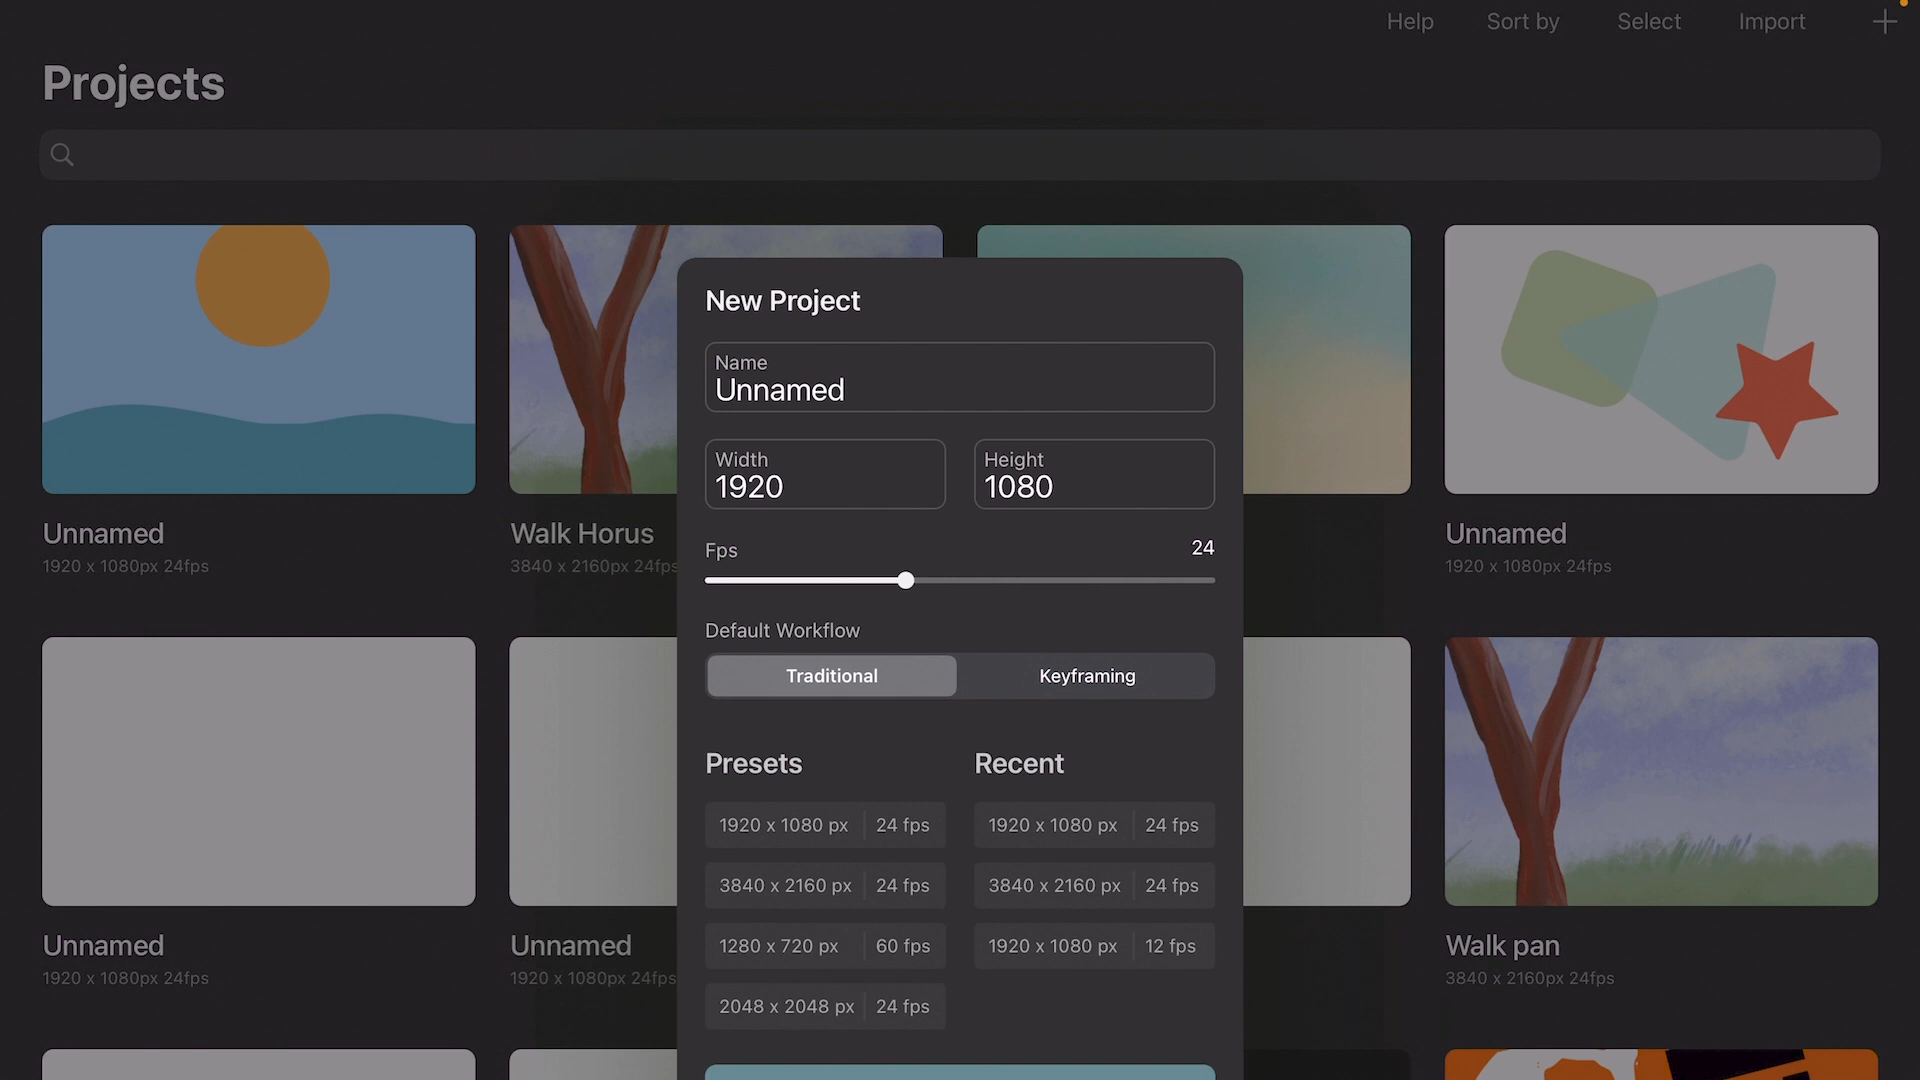 Help Sort by Select Import
Projects
New Project
Name
Unnamed
Width
1920
Height
1080
Fps
24
Default Workflow
Traditional Keyframing
Presets
1920 x 1080 px 24 fps
3840 x 2160 px 24 fps
1280 x 720 px 60 fps
2048 x 2048 px 24 fps
Recent
1920 x 1080 px 24 fps
3840 x 2160 px 24 fps
1920 x 1080 px 12 fps
Unnamed
1920 x 1080px 24fps
Walk Horus
3840 x 2160px 24fps
Unnamed
1920 x 1080px 24fps
Unnamed
1920 x 1080px 24fps
Unnamed
1920 x 1080px 24fps
Walk pan
3840 x 2160px 24fps